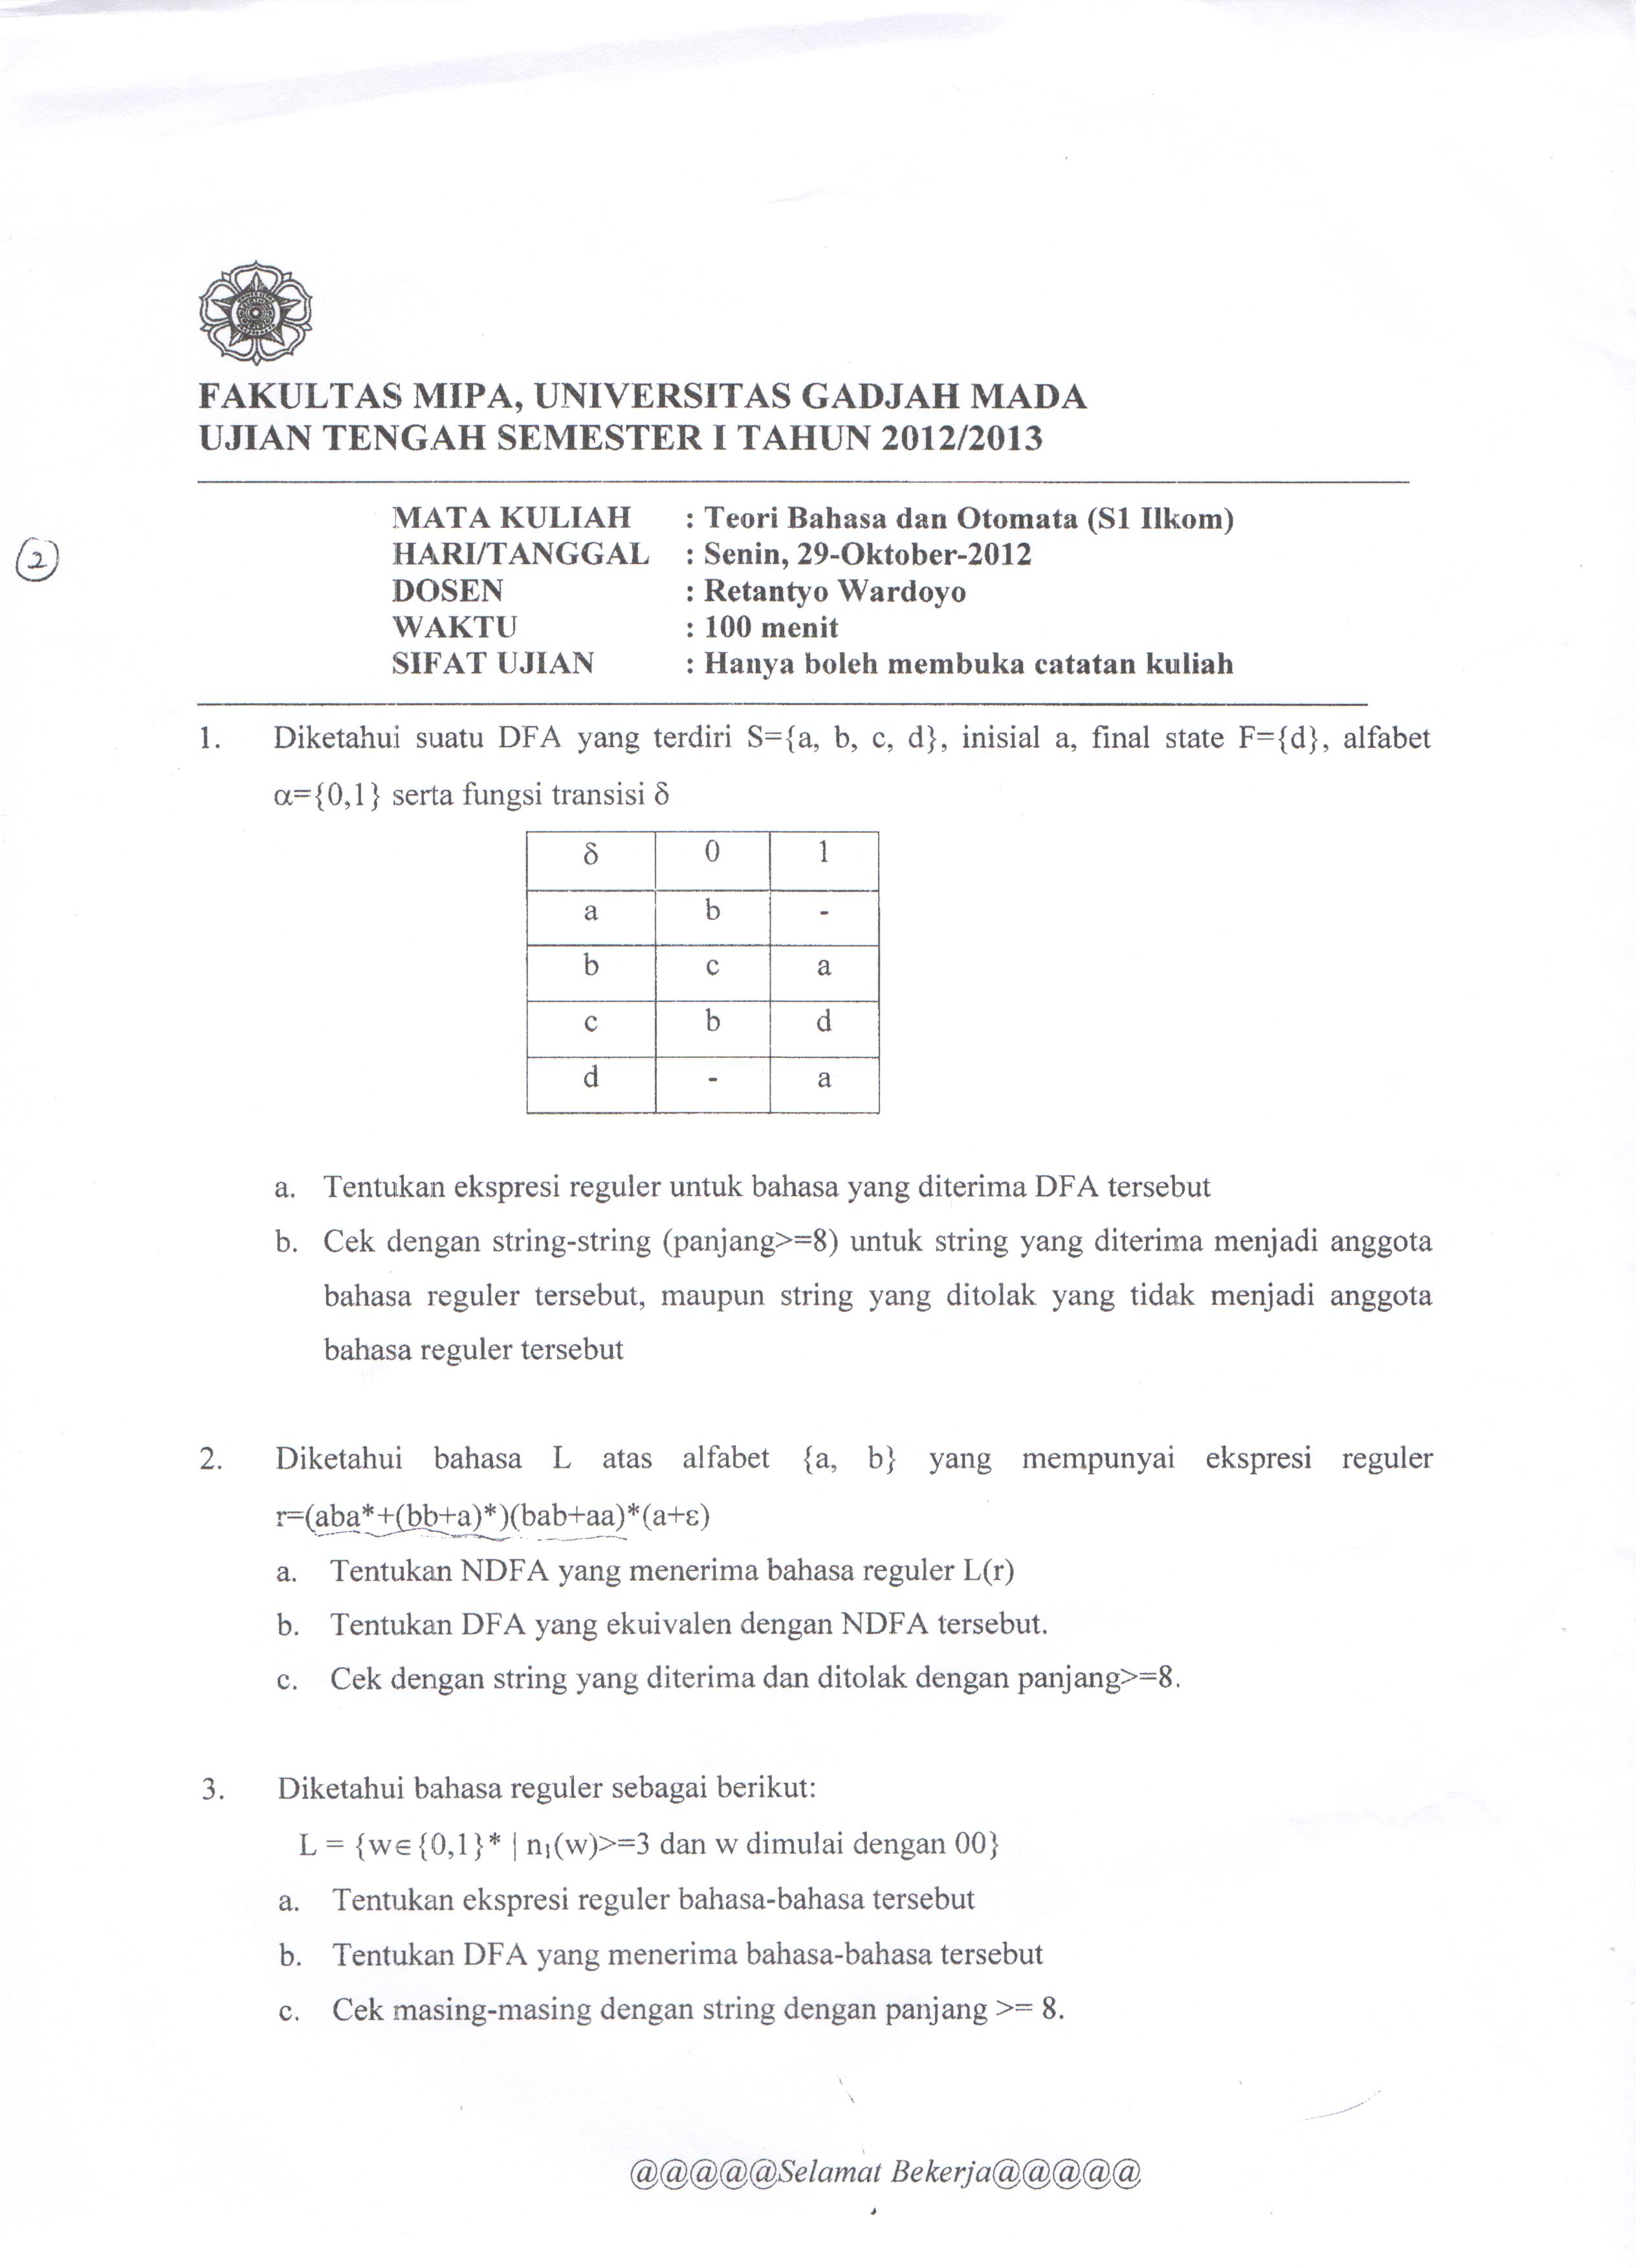 FAKULTAS MIPA, UNIVERSITAS GADJAH MADA
UJIAN TENGAH SEMESTER I TAHUN 2012/2013
2
MATA KULIAH : Teori Bahasa dan Otomata (S1 Ilkom)
HARI/TANGGAL : Senin, 29-Oktober-2012
DOSEN : Retantyo Wardoyo
WAKTU : 100 menit
SIFAT UJIAN : Hanya boleh membuka catatan kuliah
1. Diketahui suatu DFA yang terdiri S={a, b, c, d}, inisial a, final state F={d}, alfabet
α={0,1} serta fungsi transisi δ
δ 0 1
a b -
b c a
c b d
d - a
a. Tentukan ekspresi reguler untuk bahasa yang diterima DFA tersebut
b. Cek dengan string-string (panjang>=8) untuk string yang diterima menjadi anggota
bahasa reguler tersebut, maupun string yang ditolak yang tidak menjadi anggota
bahasa reguler tersebut
2. Diketahui bahasa L atas alfabet {a, b} yang mempunyai ekspresi reguler
r=(aba*+(bb+a)*)(bab+aa)*(a+ε)
a. Tentukan NDFA yang menerima bahasa reguler L(r)
b. Tentukan DFA yang ekuivalen dengan NDFA tersebut.
c. Cek dengan string yang diterima dan ditolak dengan panjang>=8.
3. Diketahui bahasa reguler sebagai berikut:
L = {w∈{0,1}* | n₁(w)>=3 dan w dimulai dengan 00}
a. Tentukan ekspresi reguler bahasa-bahasa tersebut
b. Tentukan DFA yang menerima bahasa-bahasa tersebut
c. Cek masing-masing dengan string dengan panjang >= 8.
@@@@@Selamat Bekerja@@@@@